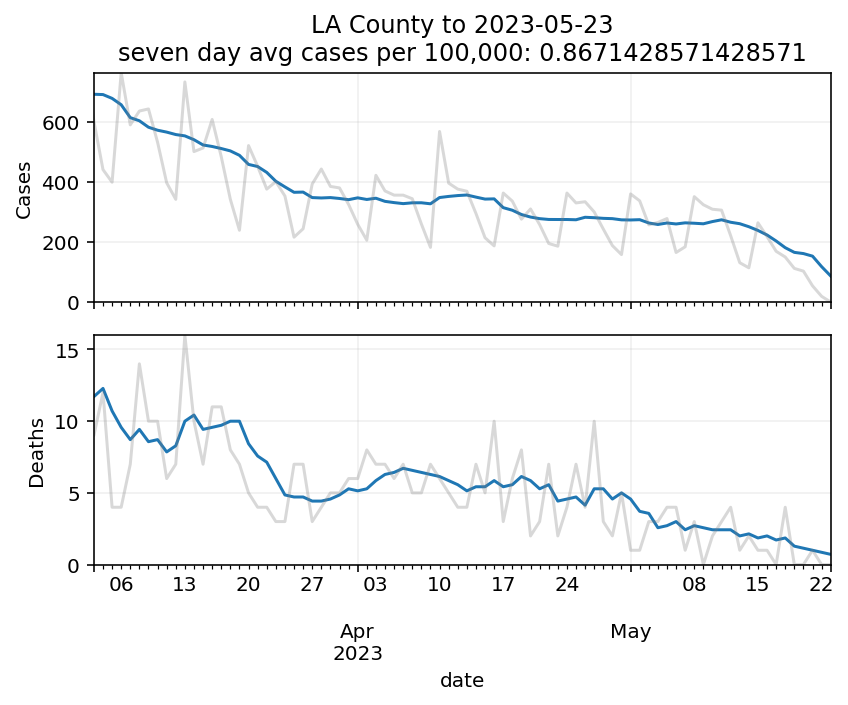 LA County to 2023-05-23
seven day avg cases per 100,000: 0.8671428571428571
600
400
200
0
Cases
15
10
5
0
Deaths
06 13 20 27 03 10 17 24 08 15 22
Apr May
2023
date